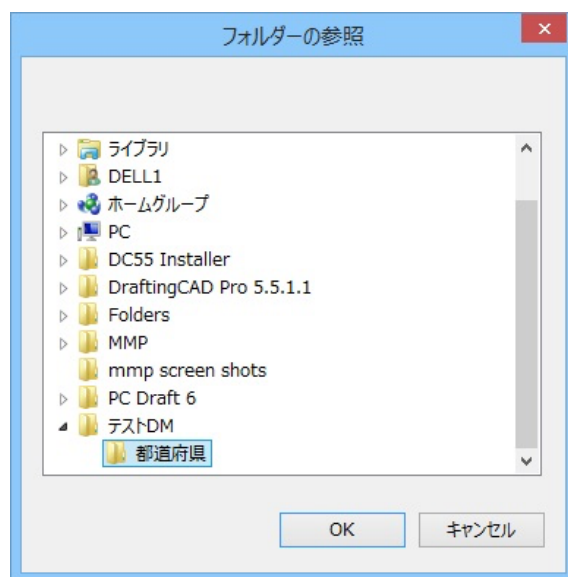 フォルダーの参照
ライブラリ
DELL1
ホームグループ
PC
DC55 Installer
DraftingCAD Pro 5.5.1.1
Folders
MMP
mmp screen shots
PC Draft 6
テストDM
都道府県
OK キャンセル